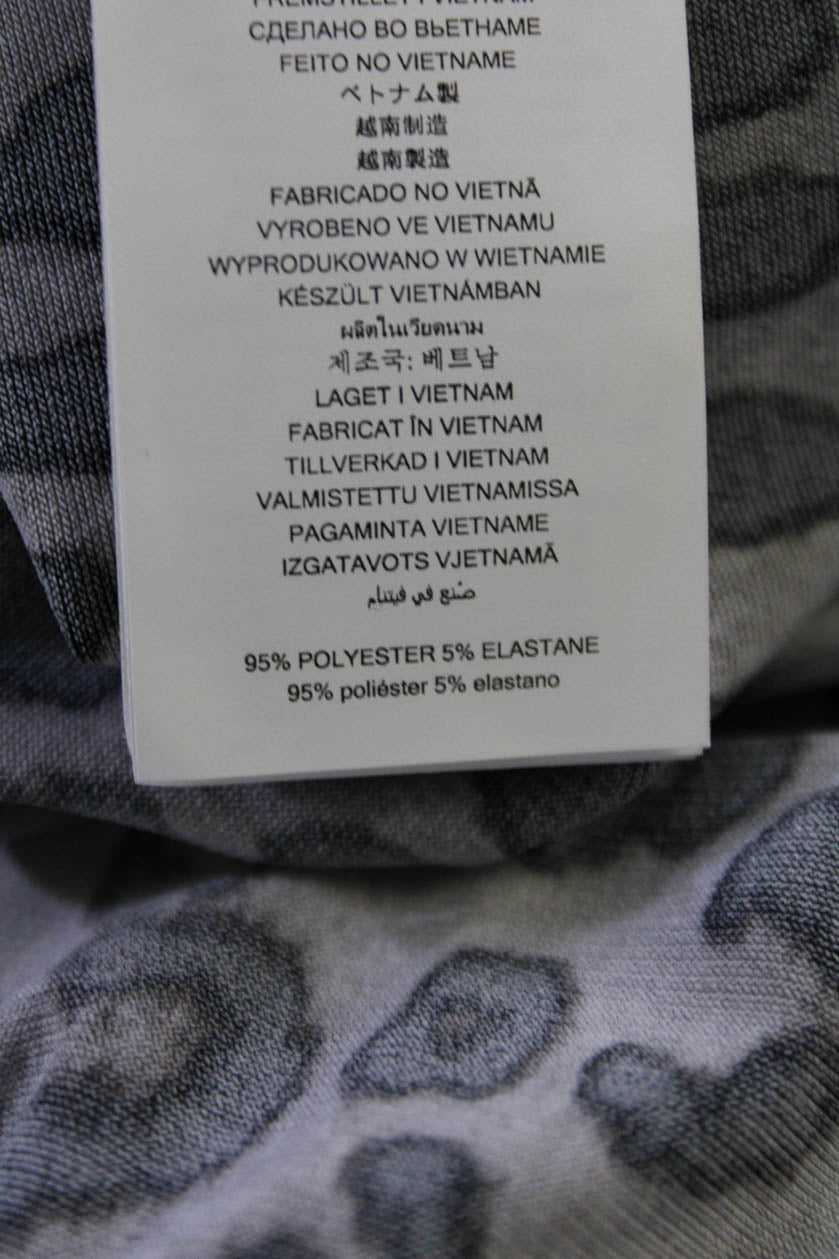 FREMSTILLET I VIETNAM
СДЕЛАНО ВО ВЬЕТНАМЕ
FEITO NO VIETNAME
ベトナム製
越南制造
越南製造
FABRICADO NO VIETNÃ
VYROBENO VE VIETNAMU
WYPRODUKOWANO W WIETNAMIE
KÉSZÜLT VIETNÁMBAN
ผลิตในเวียดนาม
제조국: 베트남
LAGET I VIETNAM
FABRICAT ÎN VIETNAM
TILLVERKAD I VIETNAM
VALMISTETTU VIETNAMISSA
PAGAMINTA VIETNAME
IZGATAVOTS VJETNAMĀ
صُنع في فيتنام
95% POLYESTER 5% ELASTANE
95% poliéster 5% elastano